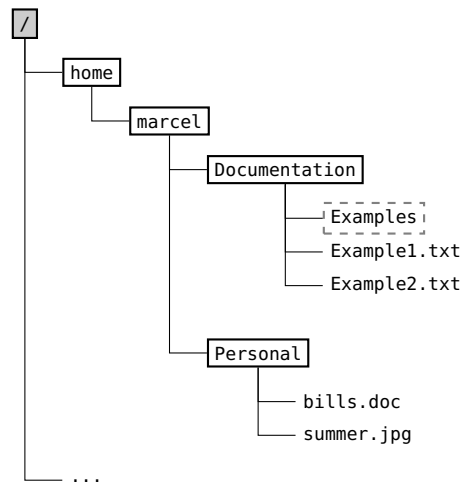 /
home
marcel
Documentation
Examples
Example1.txt
Example2.txt
Personal
bills.doc
summer.jpg
...